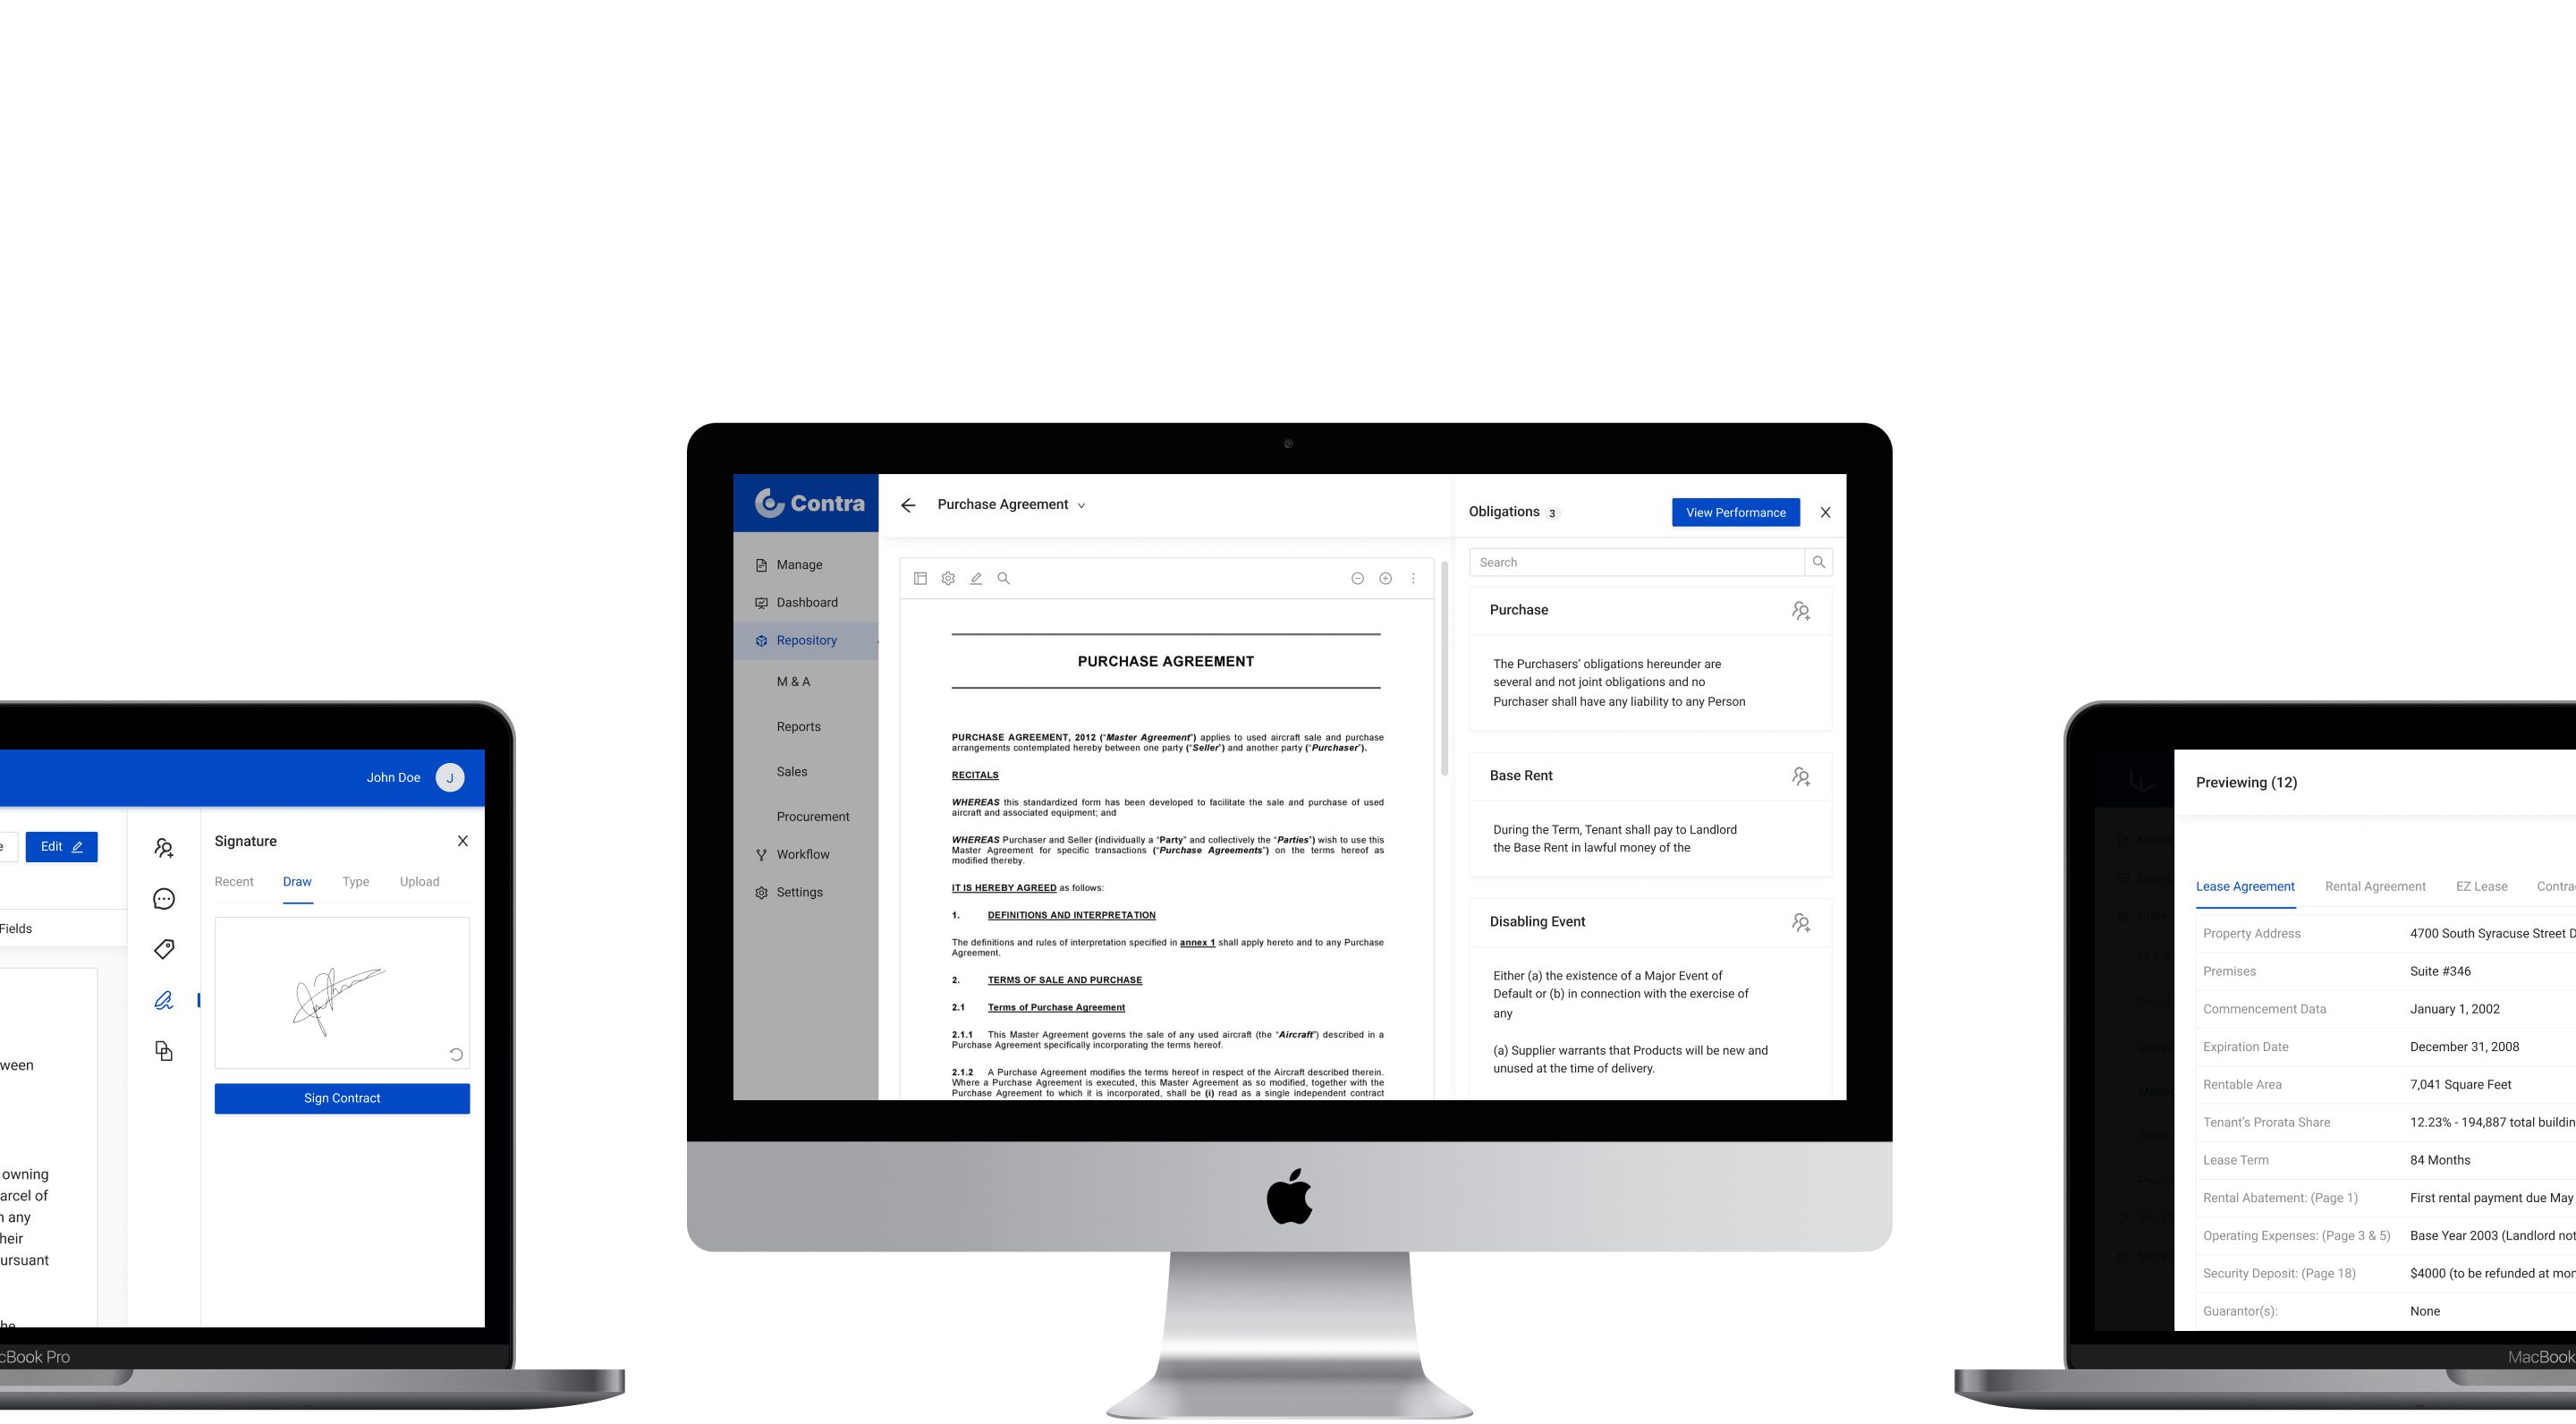 John Doe
J
e
Edit
Fields
ween
owning
arcel of
n any
heir
ursuant
he
Signature
X
Recent
Draw
Type
Upload
Sign Contract
cBook Pro
Contra
Manage
Dashboard
Repository
M & A
Reports
Sales
Procurement
Workflow
Settings
Purchase Agreement
PURCHASE AGREEMENT
PURCHASE AGREEMENT, 2012 (“Master Agreement”) applies to used aircraft sale and purchase
arrangements contemplated hereby between one party (“Seller”) and another party (“Purchaser”).
RECITALS
WHEREAS this standardized form has been developed to facilitate the sale and purchase of used
aircraft and associated equipment; and
WHEREAS Purchaser and Seller (individually a “Party” and collectively the “Parties”) wish to use this
Master Agreement for specific transactions (“Purchase Agreements”) on the terms hereof as
modified thereby.
IT IS HEREBY AGREED as follows:
1. DEFINITIONS AND INTERPRETATION
The definitions and rules of interpretation specified in annex 1 shall apply hereto and to any Purchase
Agreement.
2. TERMS OF SALE AND PURCHASE
2.1 Terms of Purchase Agreement
2.1.1 This Master Agreement governs the sale of any used aircraft (the “Aircraft”) described in a
Purchase Agreement specifically incorporating the terms hereof.
2.1.2 A Purchase Agreement modifies the terms hereof in respect of the Aircraft described therein.
Where a Purchase Agreement is executed, this Master Agreement as so modified, together with the
Purchase Agreement to which it is incorporated, shall be (i) read as a single independent contract
Obligations 3
View Performance
X
Search
Purchase
The Purchasers’ obligations hereunder are
several and not joint obligations and no
Purchaser shall have any liability to any Person
Base Rent
During the Term, Tenant shall pay to Landlord
the Base Rent in lawful money of the
Disabling Event
Either (a) the existence of a Major Event of
Default or (b) in connection with the exercise of
any
(a) Supplier warrants that Products will be new and
unused at the time of delivery.
Previewing (12)
Lease Agreement
Rental Agreement
EZ Lease
Contrac
Property Address 4700 South Syracuse Street D
Premises Suite #346
Commencement Data January 1, 2002
Expiration Date December 31, 2008
Rentable Area 7,041 Square Feet
Tenant’s Prorata Share 12.23% - 194,887 total buildin
Lease Term 84 Months
Rental Abatement: (Page 1) First rental payment due May
Operating Expenses: (Page 3 & 5) Base Year 2003 (Landlord not
Security Deposit: (Page 18) $4000 (to be refunded at mon
Guarantor(s): None
MacBook